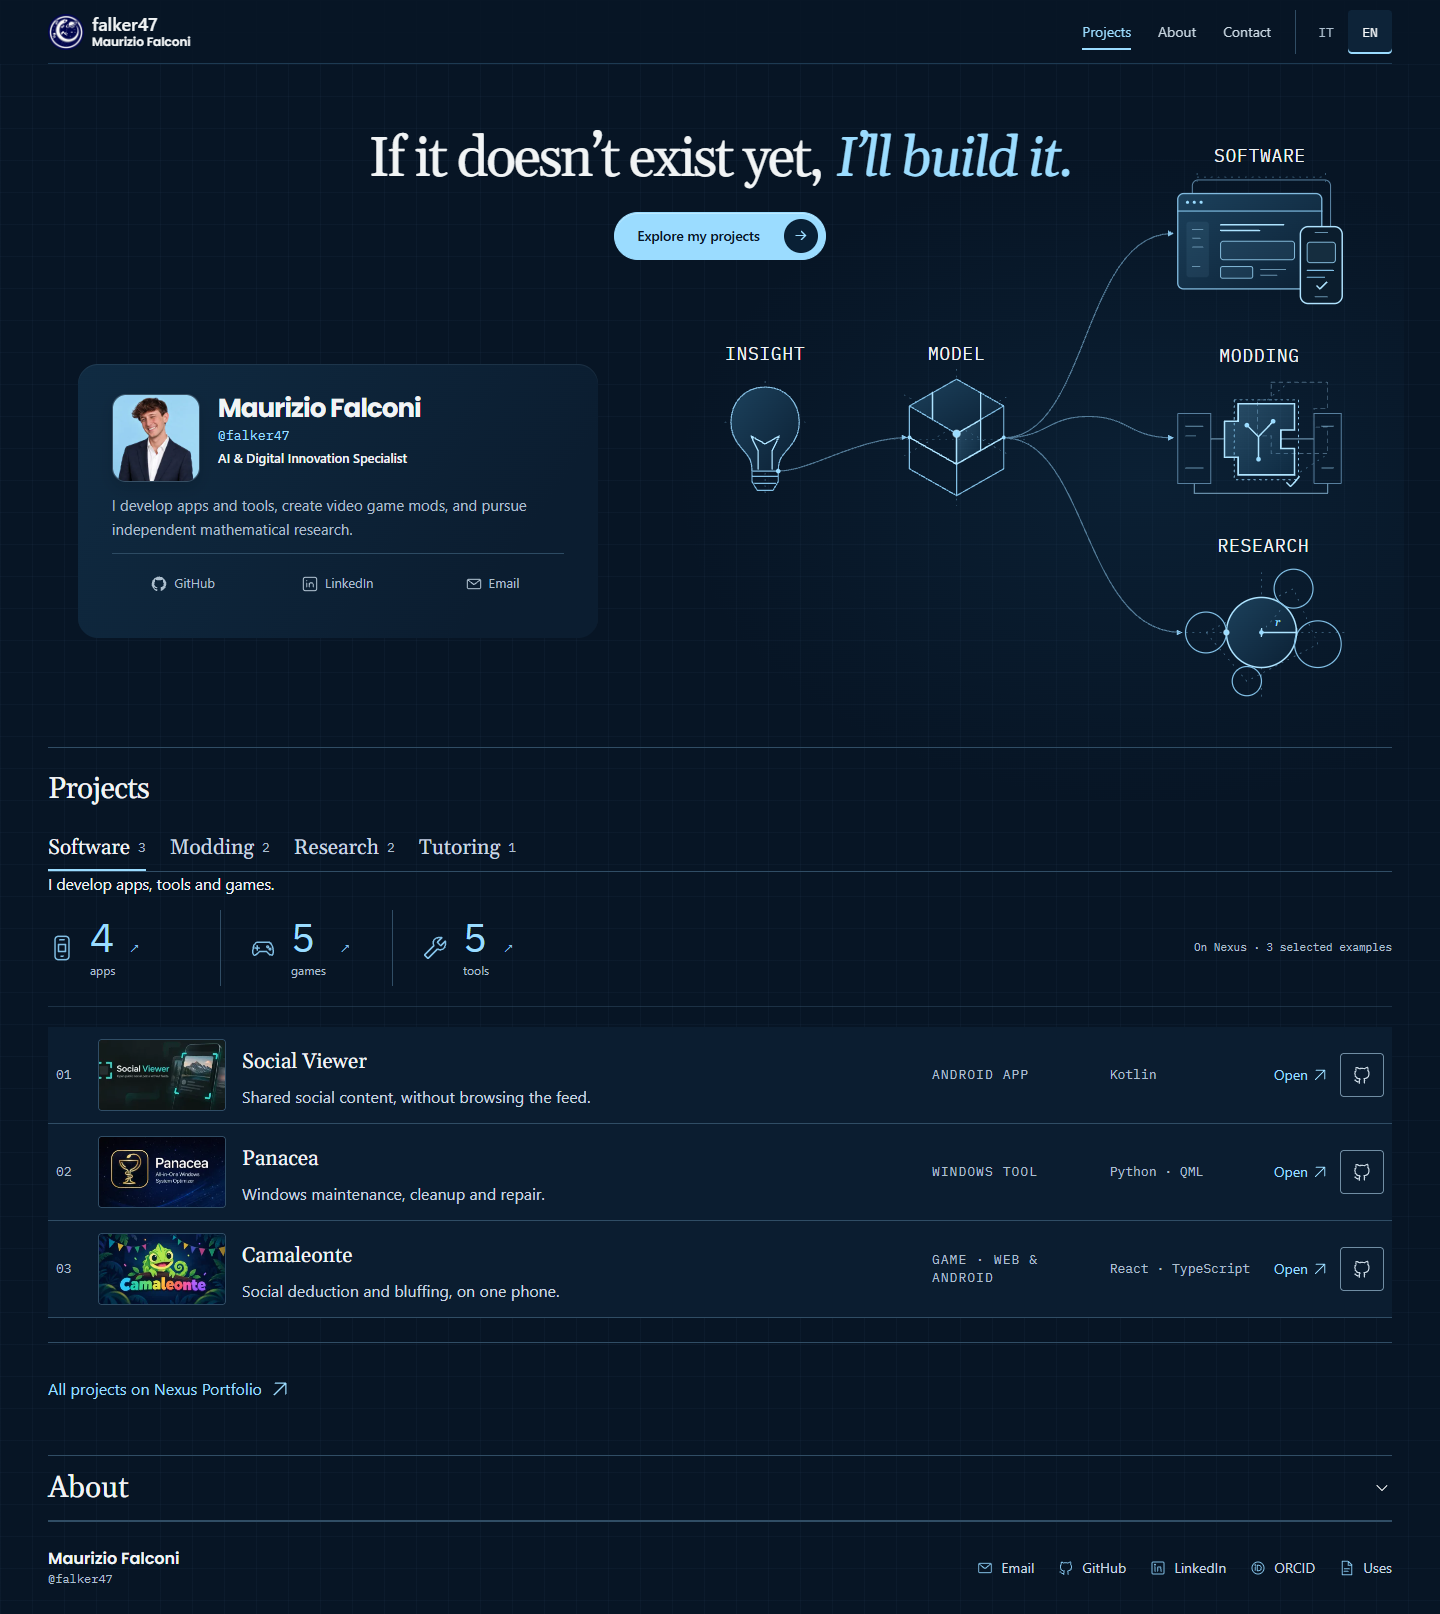 falker47
Maurizio Falconi
Projects
About
Contact
IT
EN
If it doesn’t exist yet, I’ll build it.
Explore my projects
SOFTWARE
INSIGHT
MODEL
MODDING
RESEARCH
r
Maurizio Falconi
@falker47
AI & Digital Innovation Specialist
I develop apps and tools, create video game mods, and pursue
independent mathematical research.
GitHub
LinkedIn
Email
Projects
Software 3
Modding 2
Research 2
Tutoring 1
I develop apps, tools and games.
4 ↗
apps
5 ↗
games
5 ↗
tools
On Nexus · 3 selected examples
01
Social Viewer
Social Viewer
Shared social content, without browsing the feed.
ANDROID APP
Kotlin
Open
02
Panacea
All-in-One Windows
System Optimizer
Panacea
Windows maintenance, cleanup and repair.
WINDOWS TOOL
Python · QML
Open
03
Camaleonte
Camaleonte
Social deduction and bluffing, on one phone.
GAME · WEB &
ANDROID
React · TypeScript
Open
All projects on Nexus Portfolio
About
Maurizio Falconi
@falker47
Email
GitHub
LinkedIn
ORCID
Uses